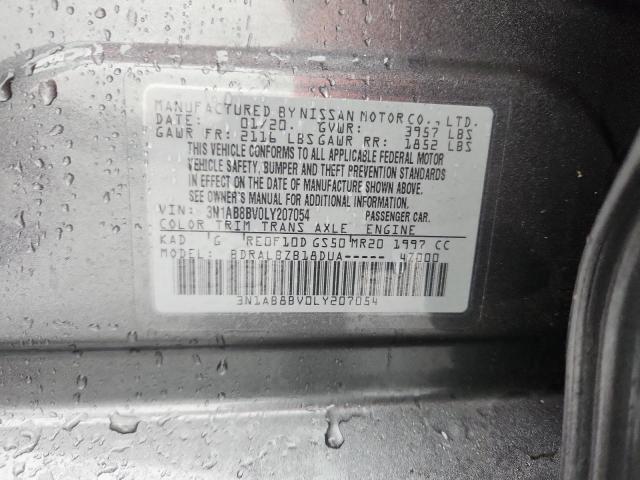 MANUFACTURED BY NISSAN MOTOR CO., LTD.
DATE: 01/20. GVWR: 3957 LBS
GAWR FR: 2116 LBS GAWR RR: 1852 LBS
THIS VEHICLE CONFORMS TO ALL APPLICABLE FEDERAL MOTOR
VEHICLE SAFETY, BUMPER AND THEFT PREVENTION STANDARDS
IN EFFECT ON THE DATE OF MANUFACTURE SHOWN ABOVE.
SEE OWNER'S MANUAL FOR ADDITIONAL INFORMATION.
VIN: 3N1AB8BV0LY207054 PASSENGER CAR.
COLOR TRIM TRANS AXLE ENGINE
KAD G RE0F10D GS50 MR20 1997 CC
MODEL: BDRALBZB18DUA----- 4Z000
3N1AB8BV0LY207054